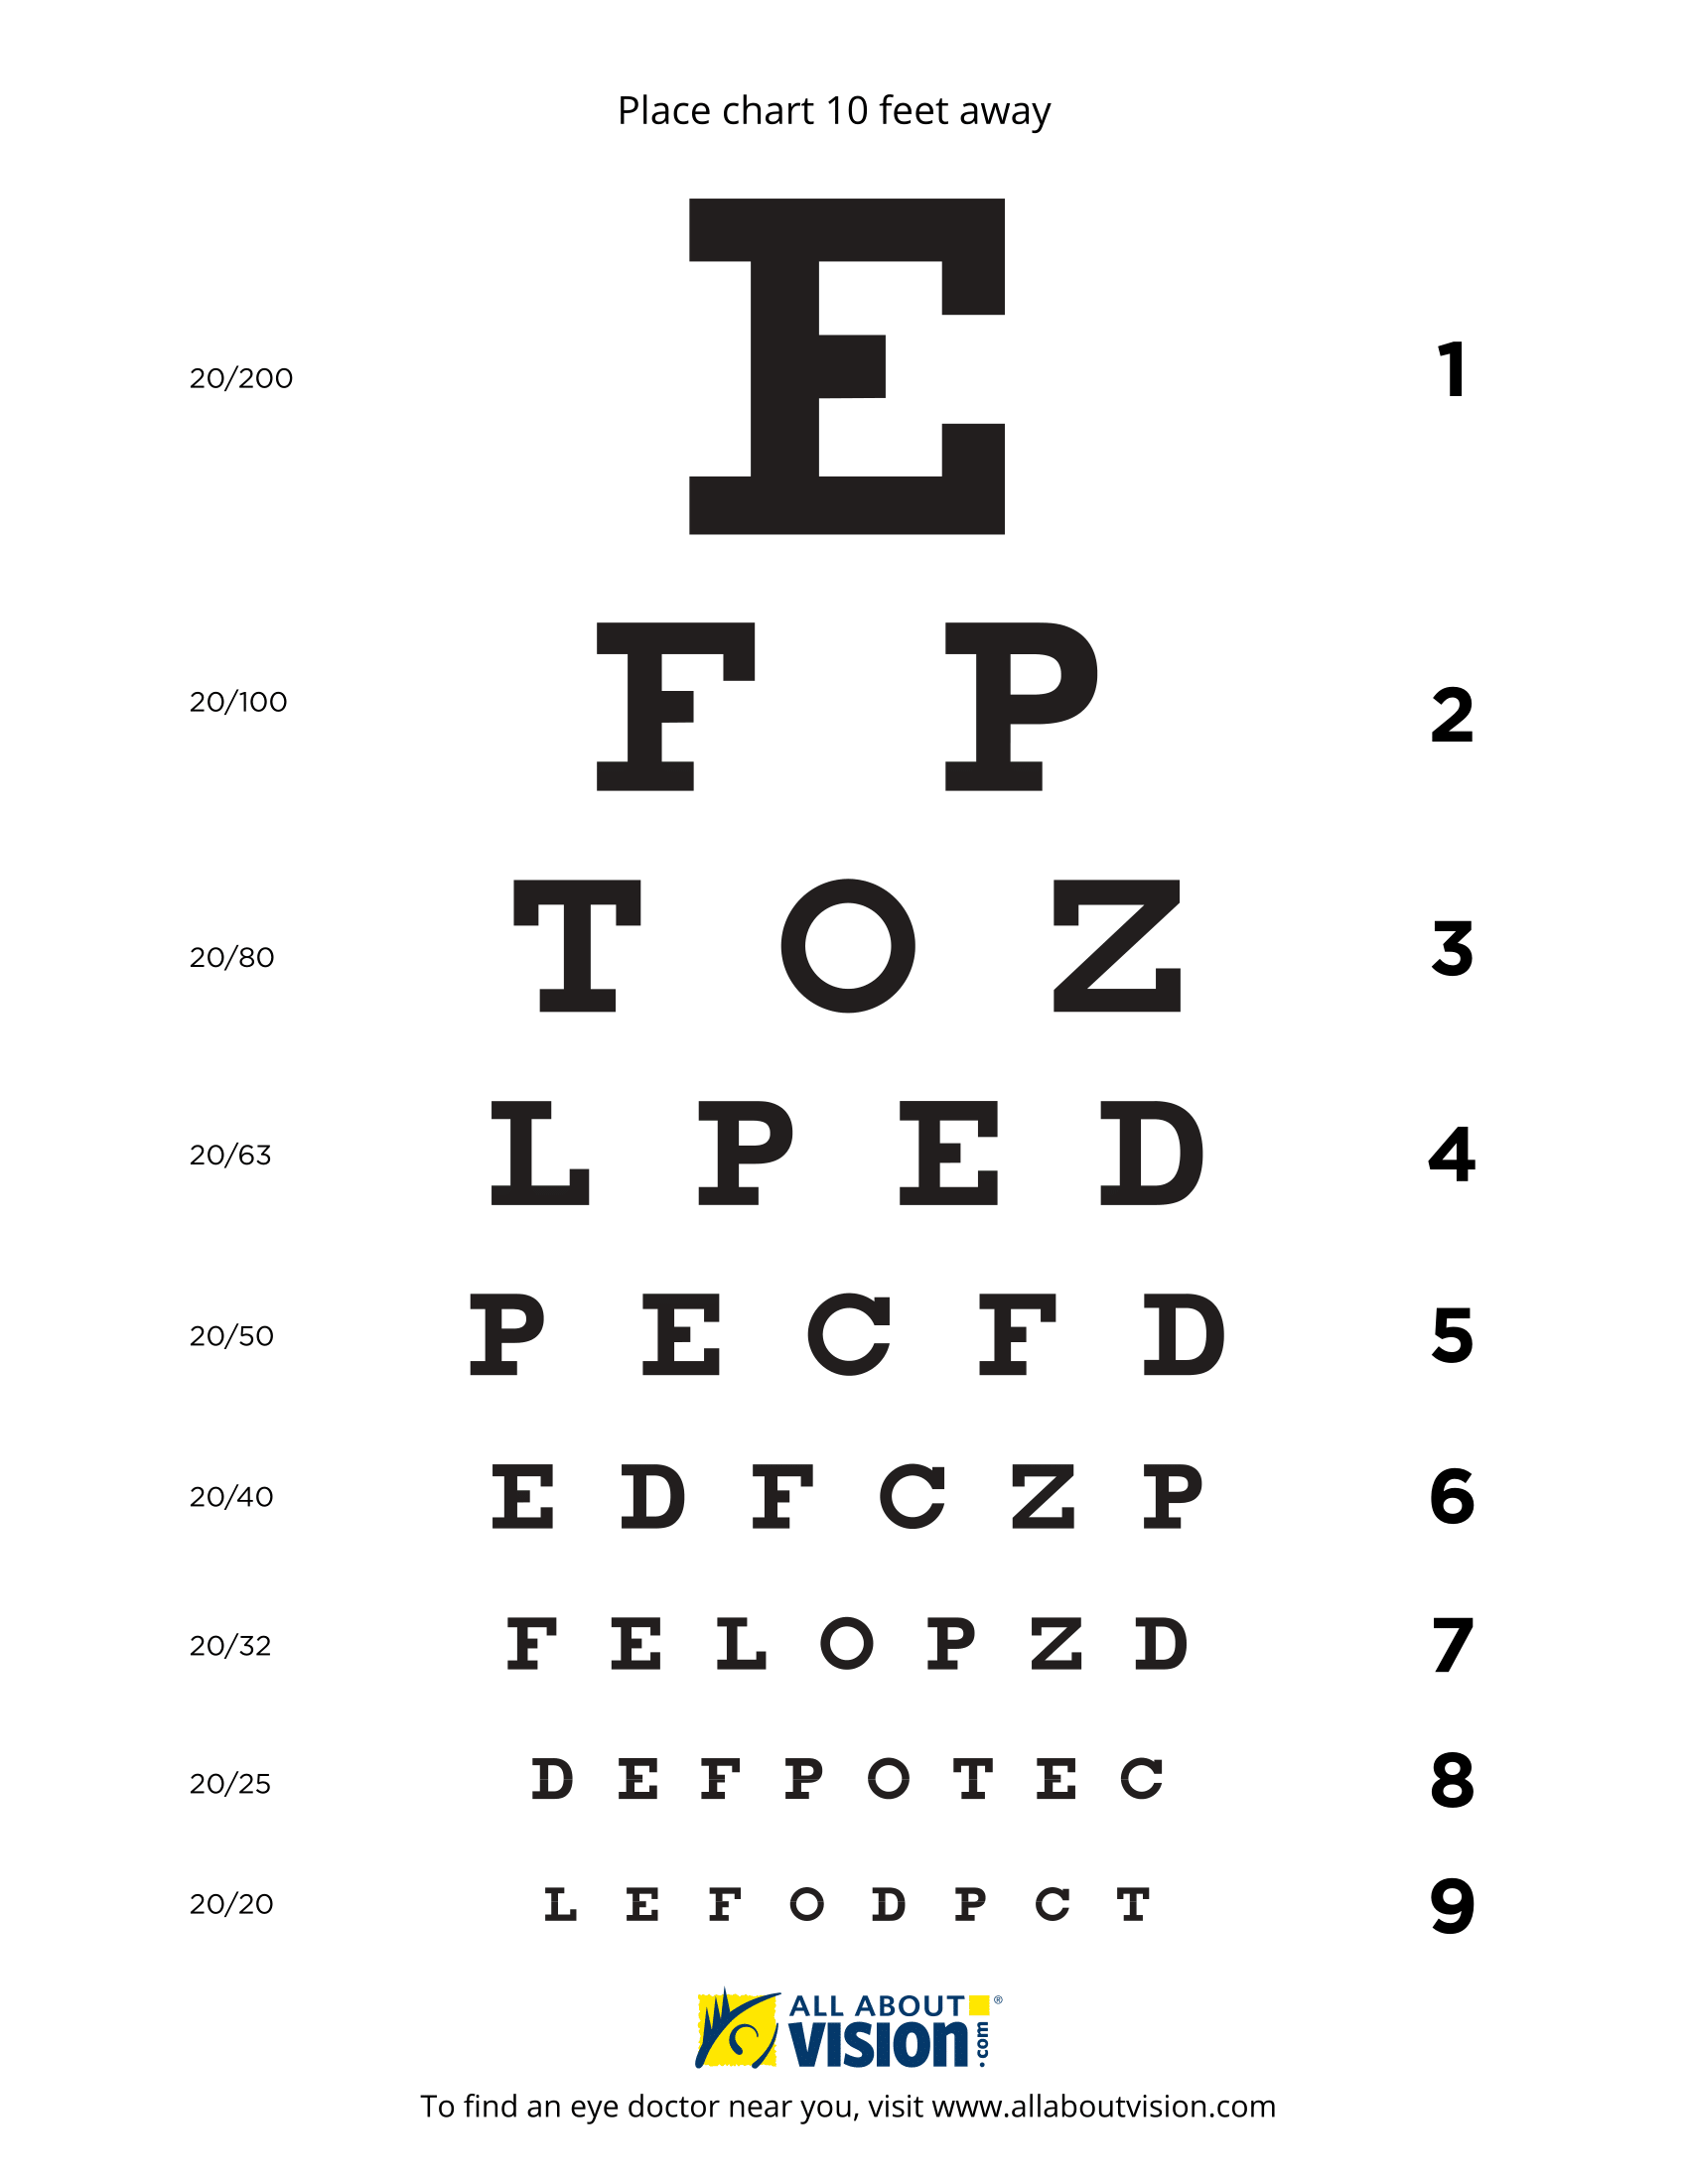 Place chart 10 feet away
20/200 E 1
20/100 F P 2
20/80 T O Z 3
20/63 L P E D 4
20/50 P E C F D 5
20/40 E D F C Z P 6
20/32 F E L O P Z D 7
20/25 D E F P O T E C 8
20/20 L E F O D P C T 9
ALL ABOUT ®
VISION .com
To find an eye doctor near you, visit www.allaboutvision.com